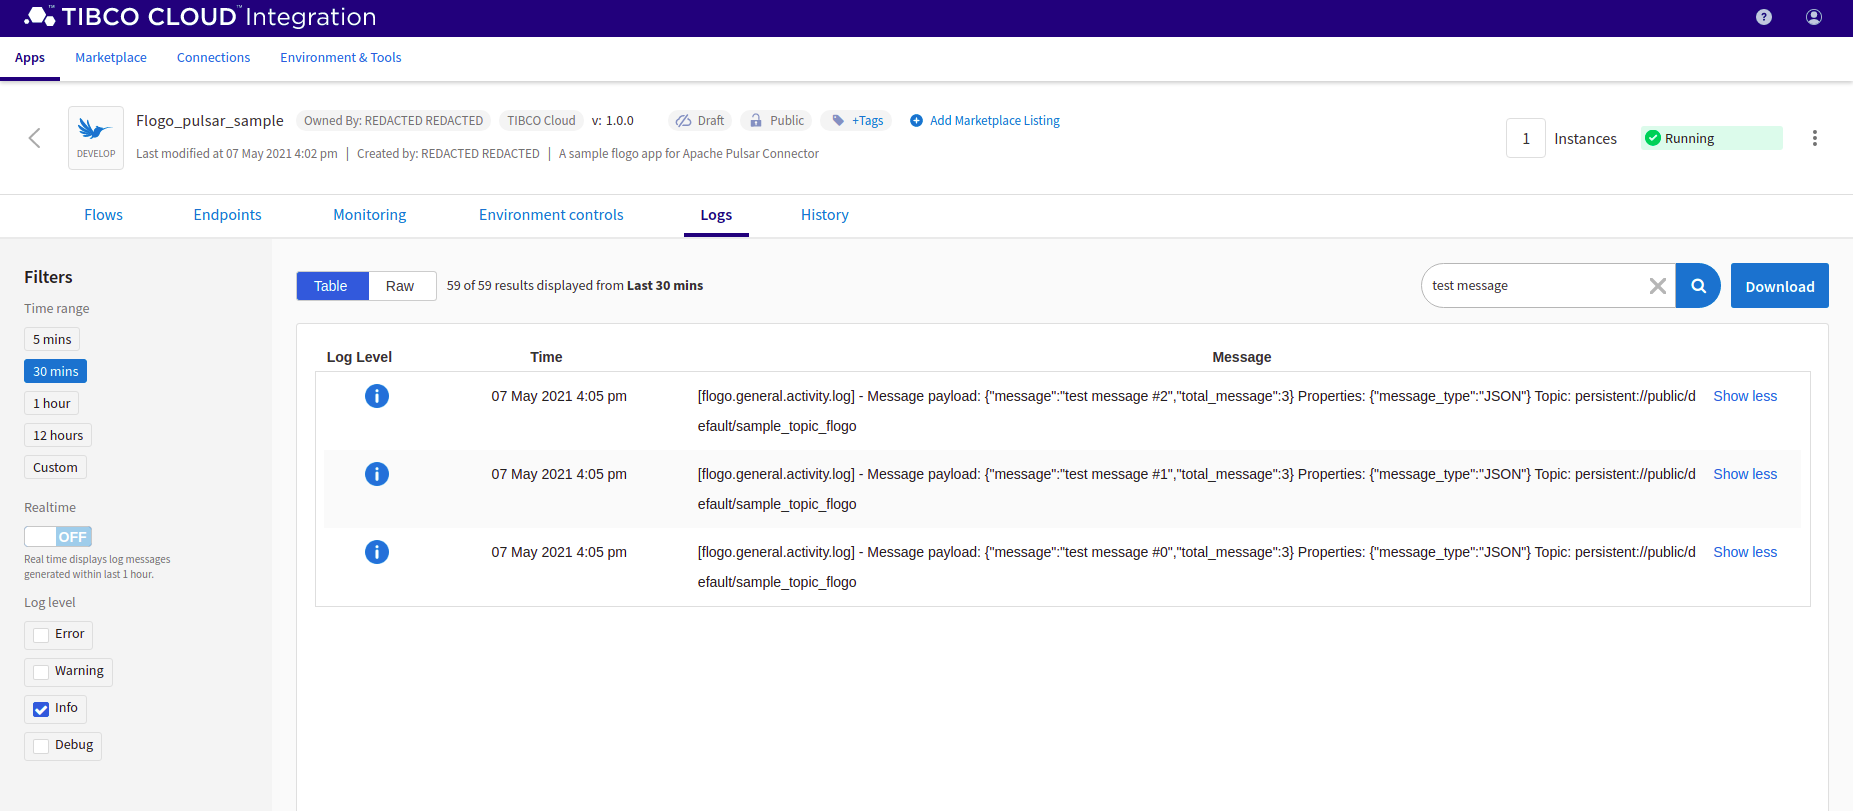 TIBCO CLOUD™ Integration
Apps Marketplace Connections Environment & Tools
DEVELOP
Flogo_pulsar_sample Owned By: REDACTED REDACTED TIBCO Cloud v: 1.0.0 Draft Public +Tags Add Marketplace Listing
Last modified at 07 May 2021 4:02 pm | Created by: REDACTED REDACTED | A sample flogo app for Apache Pulsar Connector
1 Instances Running
Flows Endpoints Monitoring Environment controls Logs History
Filters
Time range
5 mins
30 mins
1 hour
12 hours
Custom
Realtime
OFF
Real time displays log messages
generated within last 1 hour.
Log level
Error
Warning
Info
Debug
Table Raw 59 of 59 results displayed from Last 30 mins
test message Download
Log Level Time Message
07 May 2021 4:05 pm [flogo.general.activity.log] - Message payload: {"message":"test message #2","total_message":3} Properties: {"message_type":"JSON"} Topic: persistent://public/d Show less
efault/sample_topic_flogo
07 May 2021 4:05 pm [flogo.general.activity.log] - Message payload: {"message":"test message #1","total_message":3} Properties: {"message_type":"JSON"} Topic: persistent://public/d Show less
efault/sample_topic_flogo
07 May 2021 4:05 pm [flogo.general.activity.log] - Message payload: {"message":"test message #0","total_message":3} Properties: {"message_type":"JSON"} Topic: persistent://public/d Show less
efault/sample_topic_flogo